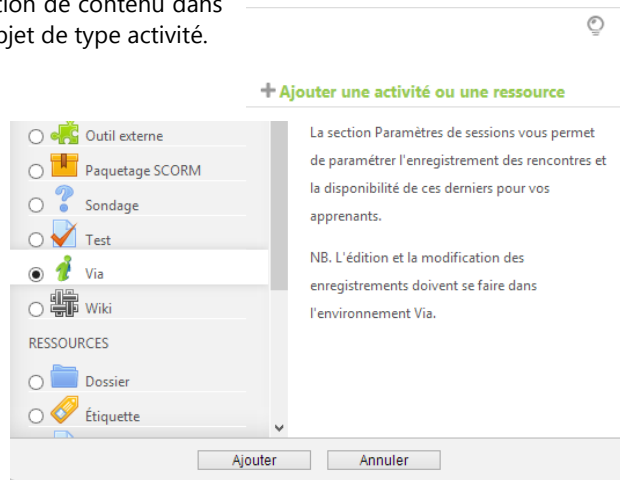 tion de contenu dans
bjet de type activité.
Ajouter une activité ou une ressource
Outil externe
Paquetage SCORM
Sondage
Test
Via
Wiki
RESSOURCES
Dossier
Étiquette
La section Paramètres de sessions vous permet
de paramétrer l'enregistrement des rencontres et
la disponibilité de ces derniers pour vos
apprenants.
NB. L'édition et la modification des
enregistrements doivent se faire dans
l'environnement Via.
Ajouter
Annuler